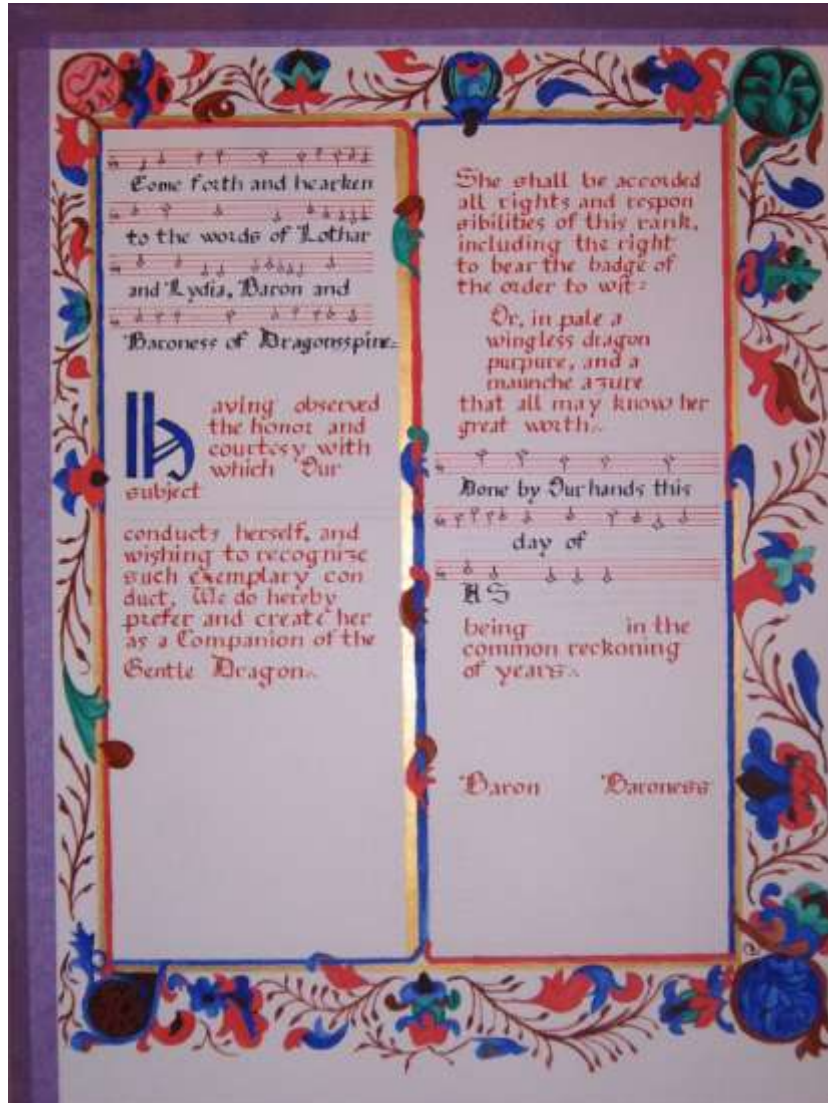 Come forth and hearken
to the words of Lothar
and Lydia, Baron and
Baroness of Dragonsspine
Having observed
the honor and
courtesy with
which Our
subject
conducts herself, and
wishing to recognize
such exemplary con
duct, We do hereby
prefer and create her
as a Companion of the
Gentle Dragon.
She shall be accorded
all rights and respon
sibilities of this rank,
including the right
to bear the badge of
the order to wit:
Or, in pale a
wingless dragon
purpure, and a
maunche azure
that all may know her
great worth.
Done by Our hands this
day of
A S
being in the
common reckoning
of years.
Baron Baroness